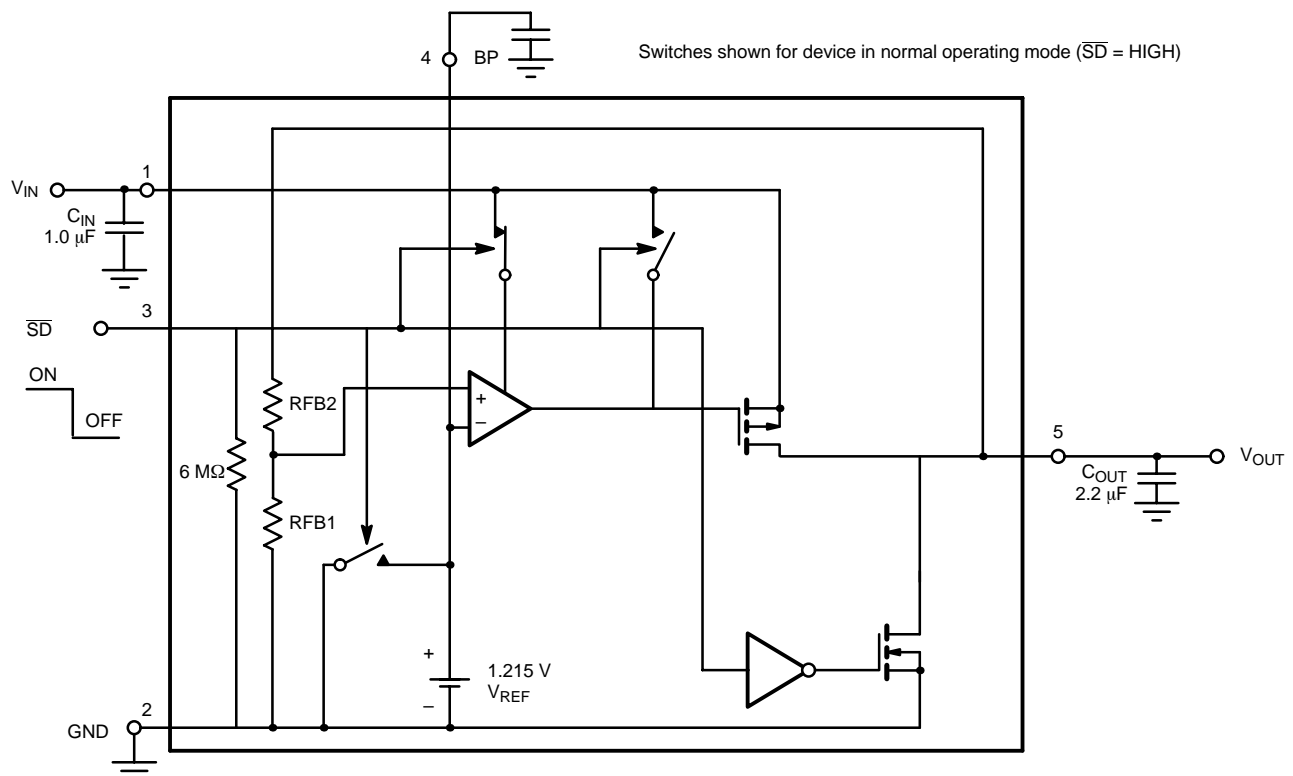 4 BP
Switches shown for device in normal operating mode (SD = HIGH)
1
VIN
CIN
1.0 μF
3
SD
ON
OFF
RFB2
+
–
6 MΩ
RFB1
5
VOUT
COUT
2.2 μF
+
1.215 V
VREF
–
2
GND